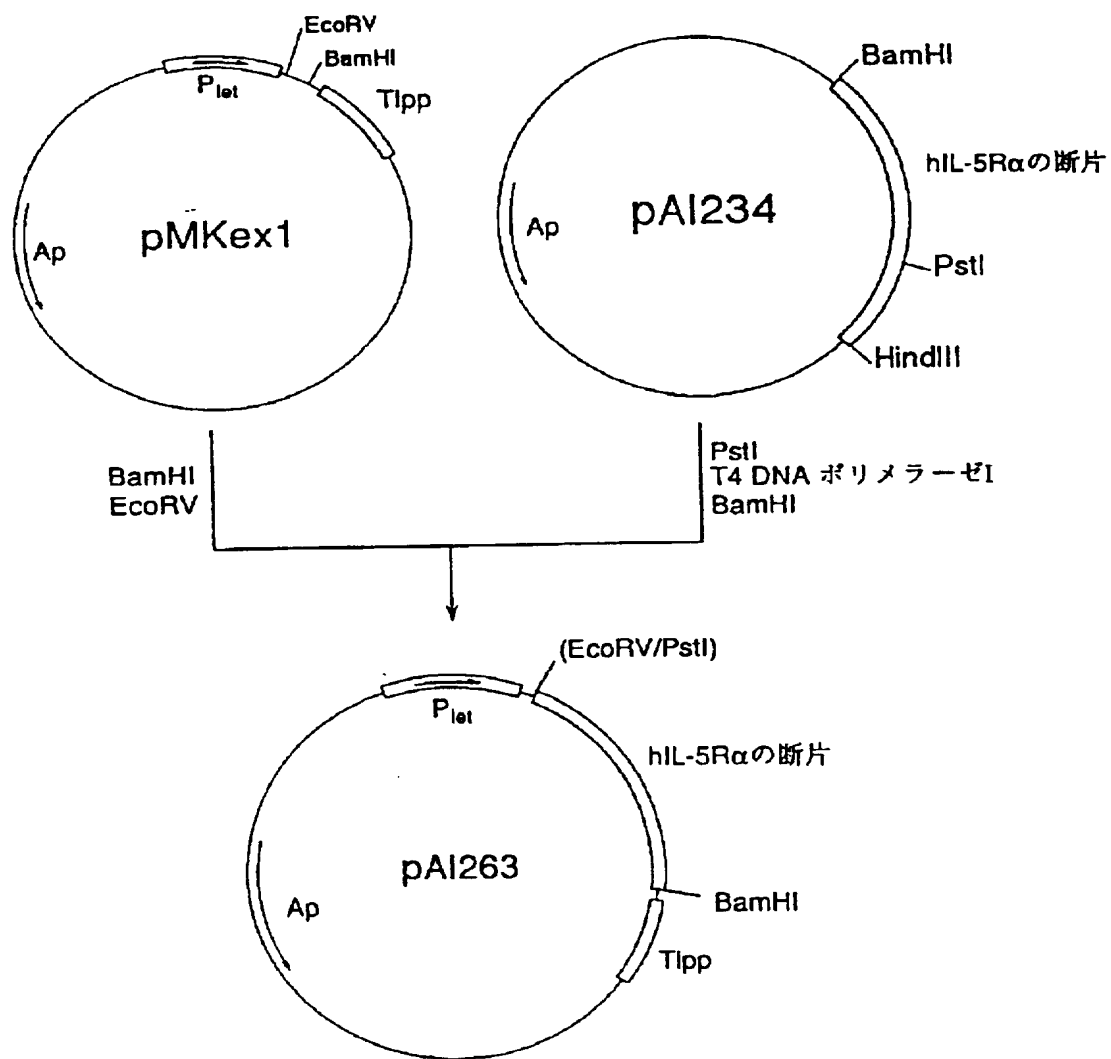 EcoRV
BamHI
P_let
Tlpp
Ap
pMKex1
BamHI
hIL-5Rαの断片
Ap
pAI234
PstI
HindIII
BamHI
EcoRV
PstI
T4 DNA ポリメラーゼI
BamHI
(EcoRV/PstI)
P_let
hIL-5Rαの断片
pAI263
Ap
BamHI
Tlpp